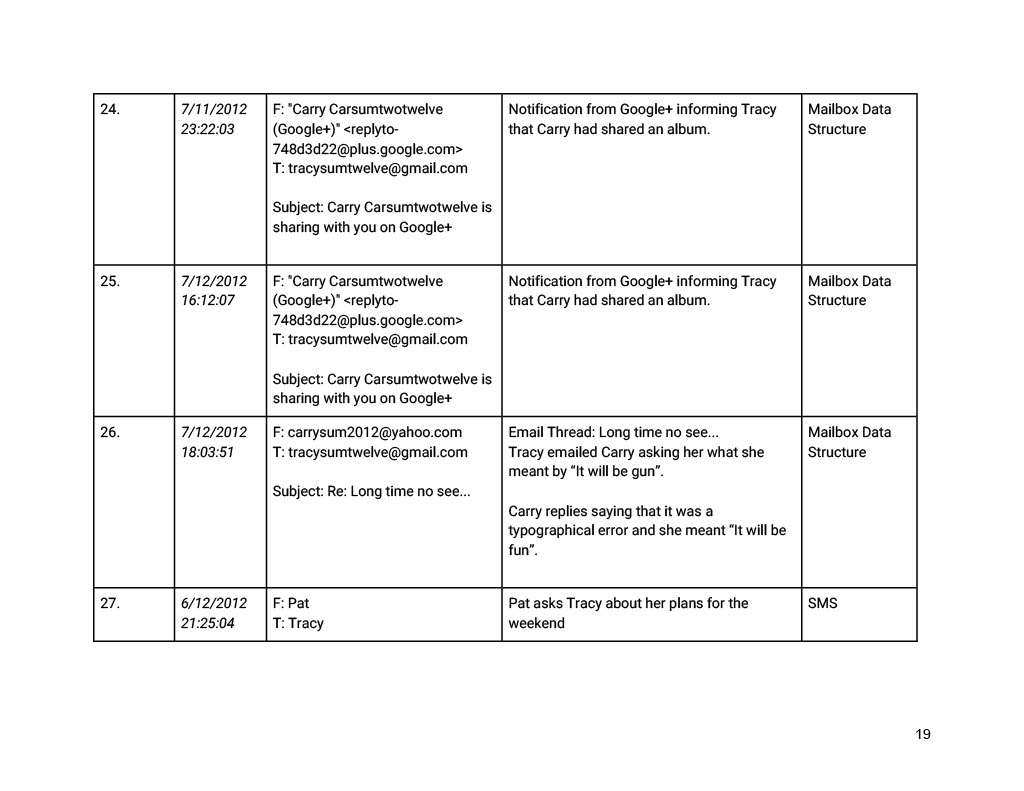 24.
7/11/2012
23:22:03
F: "Carry Carsumtwotwelve
(Google+)" <replyto-
748d3d22@plus.google.com>
T: tracysumtwelve@gmail.com
Subject: Carry Carsumtwotwelve is
sharing with you on Google+
Notification from Google+ informing Tracy
that Carry had shared an album.
Mailbox Data
Structure
25.
7/12/2012
16:12:07
F: "Carry Carsumtwotwelve
(Google+)" <replyto-
748d3d22@plus.google.com>
T: tracysumtwelve@gmail.com
Subject: Carry Carsumtwotwelve is
sharing with you on Google+
Notification from Google+ informing Tracy
that Carry had shared an album.
Mailbox Data
Structure
26.
7/12/2012
18:03:51
F: carrysum2012@yahoo.com
T: tracysumtwelve@gmail.com
Subject: Re: Long time no see...
Email Thread: Long time no see...
Tracy emailed Carry asking her what she
meant by “It will be gun”.
Carry replies saying that it was a
typographical error and she meant “It will be
fun”.
Mailbox Data
Structure
27.
6/12/2012
21:25:04
F: Pat
T: Tracy
Pat asks Tracy about her plans for the
weekend
SMS
19